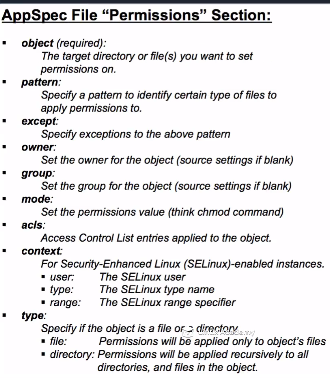 AppSpec File “Permissions” Section:
▪ object (required):
The target directory or file(s) you want to set
permissions on.
▪ pattern:
Specify a pattern to identify certain type of files to
apply permissions to.
▪ except:
Specify exceptions to the above pattern
▪ owner:
Set the owner for the object (source settings if blank)
▪ group:
Set the group for the object (source settings if blank)
▪ mode:
Set the permissions value (think chmod command)
▪ acls:
Access Control List entries applied to the object.
▪ context:
For Security-Enhanced Linux (SELinux)-enabled instances.
▪ user: The SELinux user
▪ type: The SELinux type name
▪ range: The SELinux range specifier
▪ type:
Specify if the object is a file or a directory
▪ file: Permissions will be applied only to object's files
▪ directory: Permissions will be applied recursively to all
directories, and files in the object.